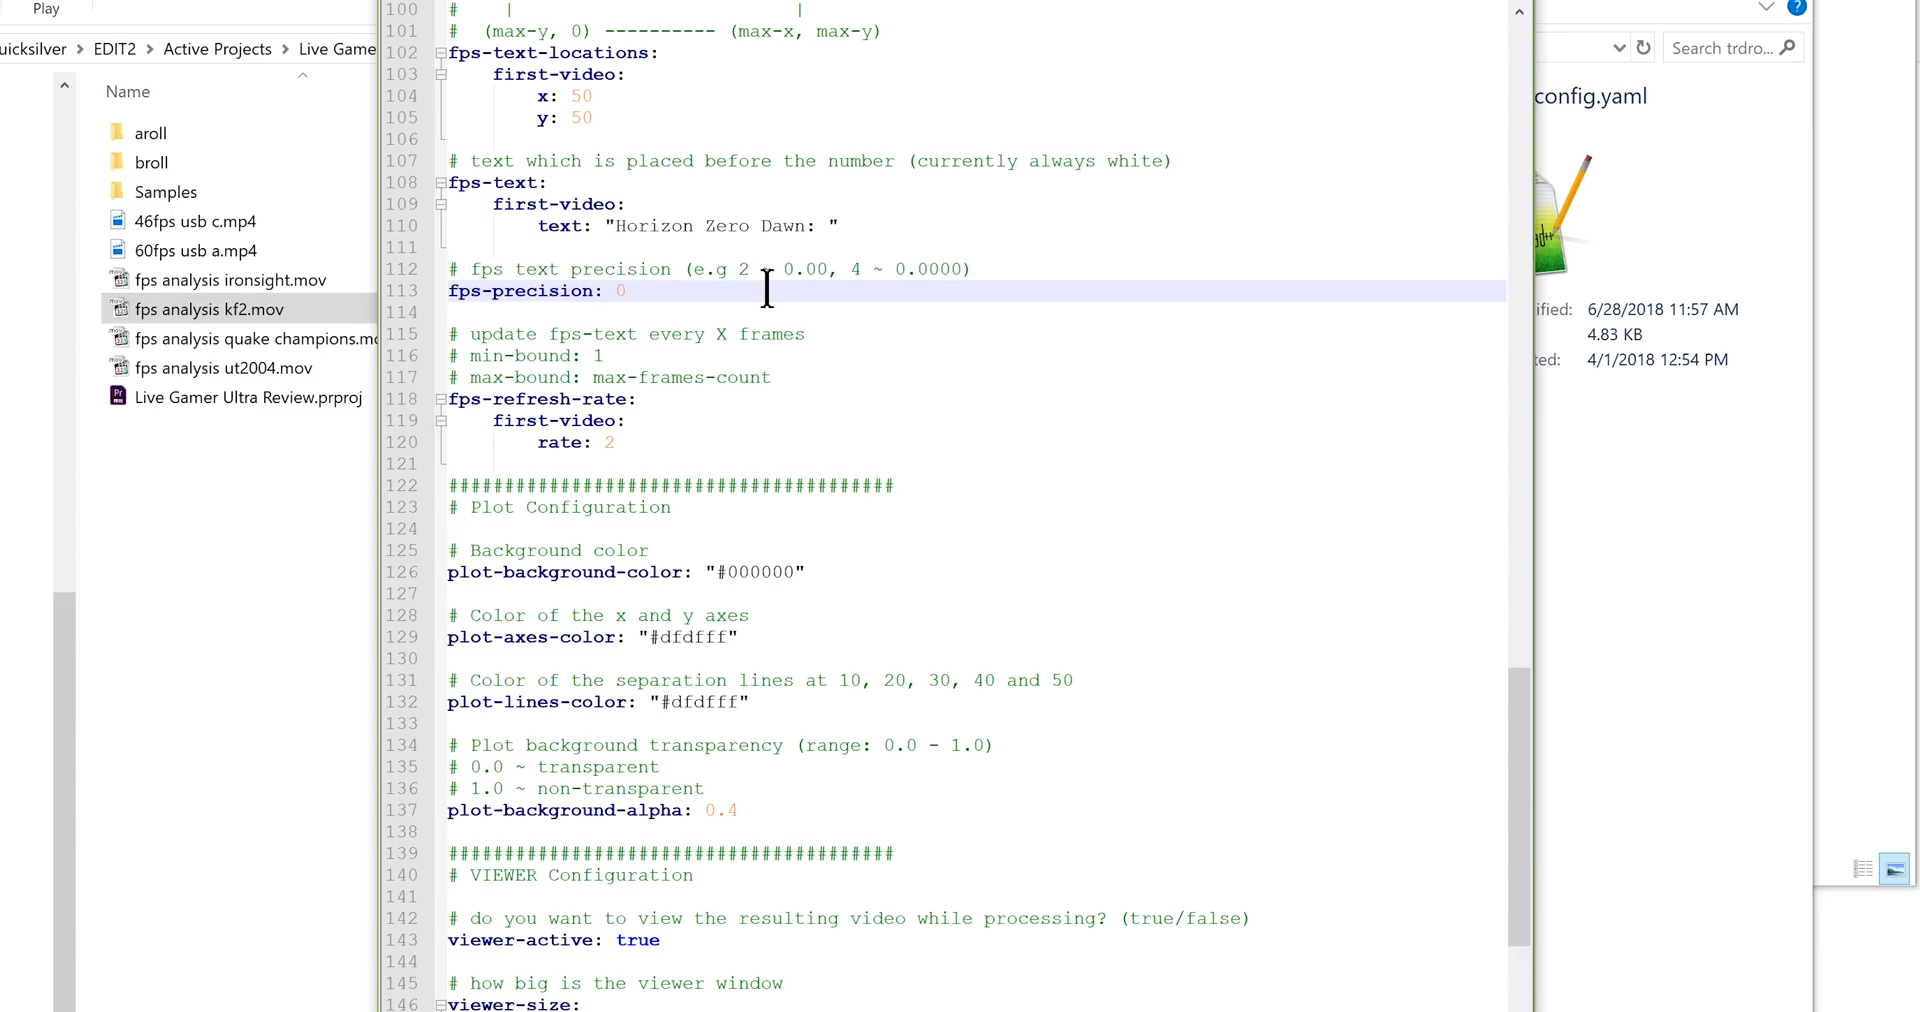 Play
uicksilver > EDIT2 > Active Projects > Live Game
Name
aroll
broll
Samples
46fps usb c.mp4
60fps usb a.mp4
fps analysis ironsight.mov
fps analysis kf2.mov
fps analysis quake champions.mo
fps analysis ut2004.mov
Live Gamer Ultra Review.prproj
100 # | |
101 # (max-y, 0) ---------- (max-x, max-y)
102 fps-text-locations:
103 first-video:
104 x: 50
105 y: 50
106
107 # text which is placed before the number (currently always white)
108 fps-text:
109 first-video:
110 text: "Horizon Zero Dawn: "
111
112 # fps text precision (e.g 2 ~ 0.00, 4 ~ 0.0000)
113 fps-precision: 0
114
115 # update fps-text every X frames
116 # min-bound: 1
117 # max-bound: max-frames-count
118 fps-refresh-rate:
119 first-video:
120 rate: 2
121
122 ########################################
123 # Plot Configuration
124
125 # Background color
126 plot-background-color: "#000000"
127
128 # Color of the x and y axes
129 plot-axes-color: "#dfdfff"
130
131 # Color of the separation lines at 10, 20, 30, 40 and 50
132 plot-lines-color: "#dfdfff"
133
134 # Plot background transparency (range: 0.0 - 1.0)
135 # 0.0 ~ transparent
136 # 1.0 ~ non-transparent
137 plot-background-alpha: 0.4
138
139 ########################################
140 # VIEWER Configuration
141
142 # do you want to view the resulting video while processing? (true/false)
143 viewer-active: true
144
145 # how big is the viewer window
146 viewer-size:
?
Search trdro...
config.yaml
ad++
ified: 6/28/2018 11:57 AM
4.83 KB
ted: 4/1/2018 12:54 PM